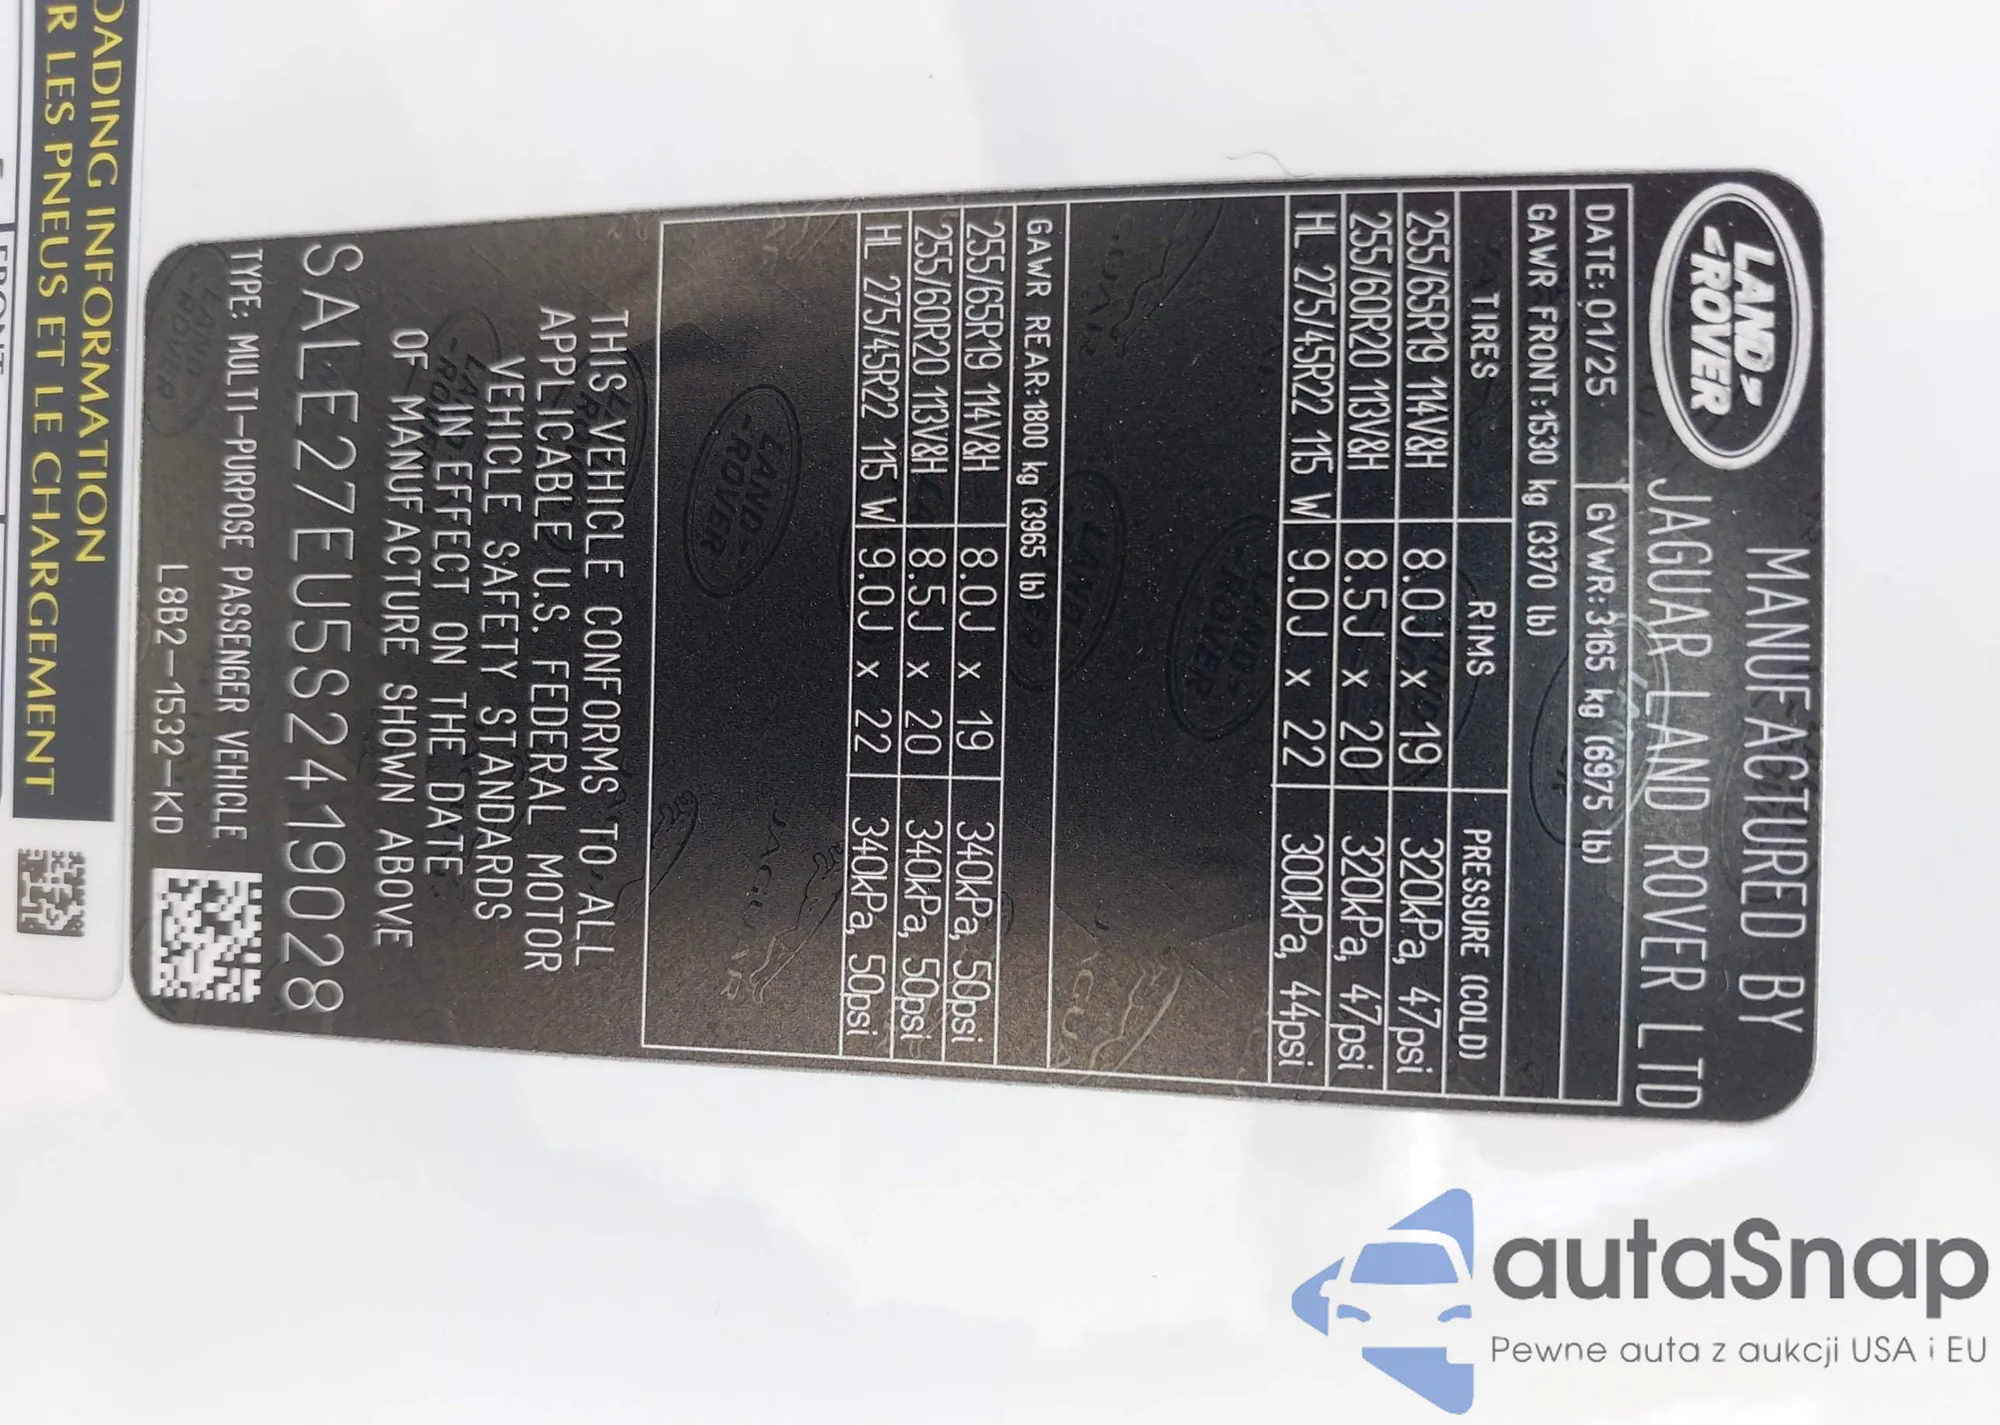 LAND
ROVER
MANUFACTURED BY
JAGUAR LAND ROVER LTD
DATE:01/25 GVWR:3165 kg (6975 lb)
GAWR FRONT:1530 kg (3370 lb)
TIRES RIMS PRESSURE (COLD)
255/65R19 114V&H 8.0J x 19 320kPa, 47psi
255/60R20 113V&H 8.5J x 20 320kPa, 47psi
HL 275/45R22 115 W 9.0J x 22 300kPa, 44psi
GAWR REAR:1800 kg (3965 lb)
255/65R19 114V&H 8.0J x 19 340kPa, 50psi
255/60R20 113V&H 8.5J x 20 340kPa, 50psi
HL 275/45R22 115 W 9.0J x 22 340kPa, 50psi
THIS VEHICLE CONFORMS TO ALL
APPLICABLE U.S. FEDERAL MOTOR
VEHICLE SAFETY STANDARDS
IN EFFECT ON THE DATE
OF MANUFACTURE SHOWN ABOVE
SALE27EU5S2419028
TYPE: MULTI-PURPOSE PASSENGER VEHICLE
L8B2-1532-KD
OADING INFORMATION
R LES PNEUS ET LE CHARGEMENT
FRONT
autaSnap
Pewne auta z aukcji USA i EU